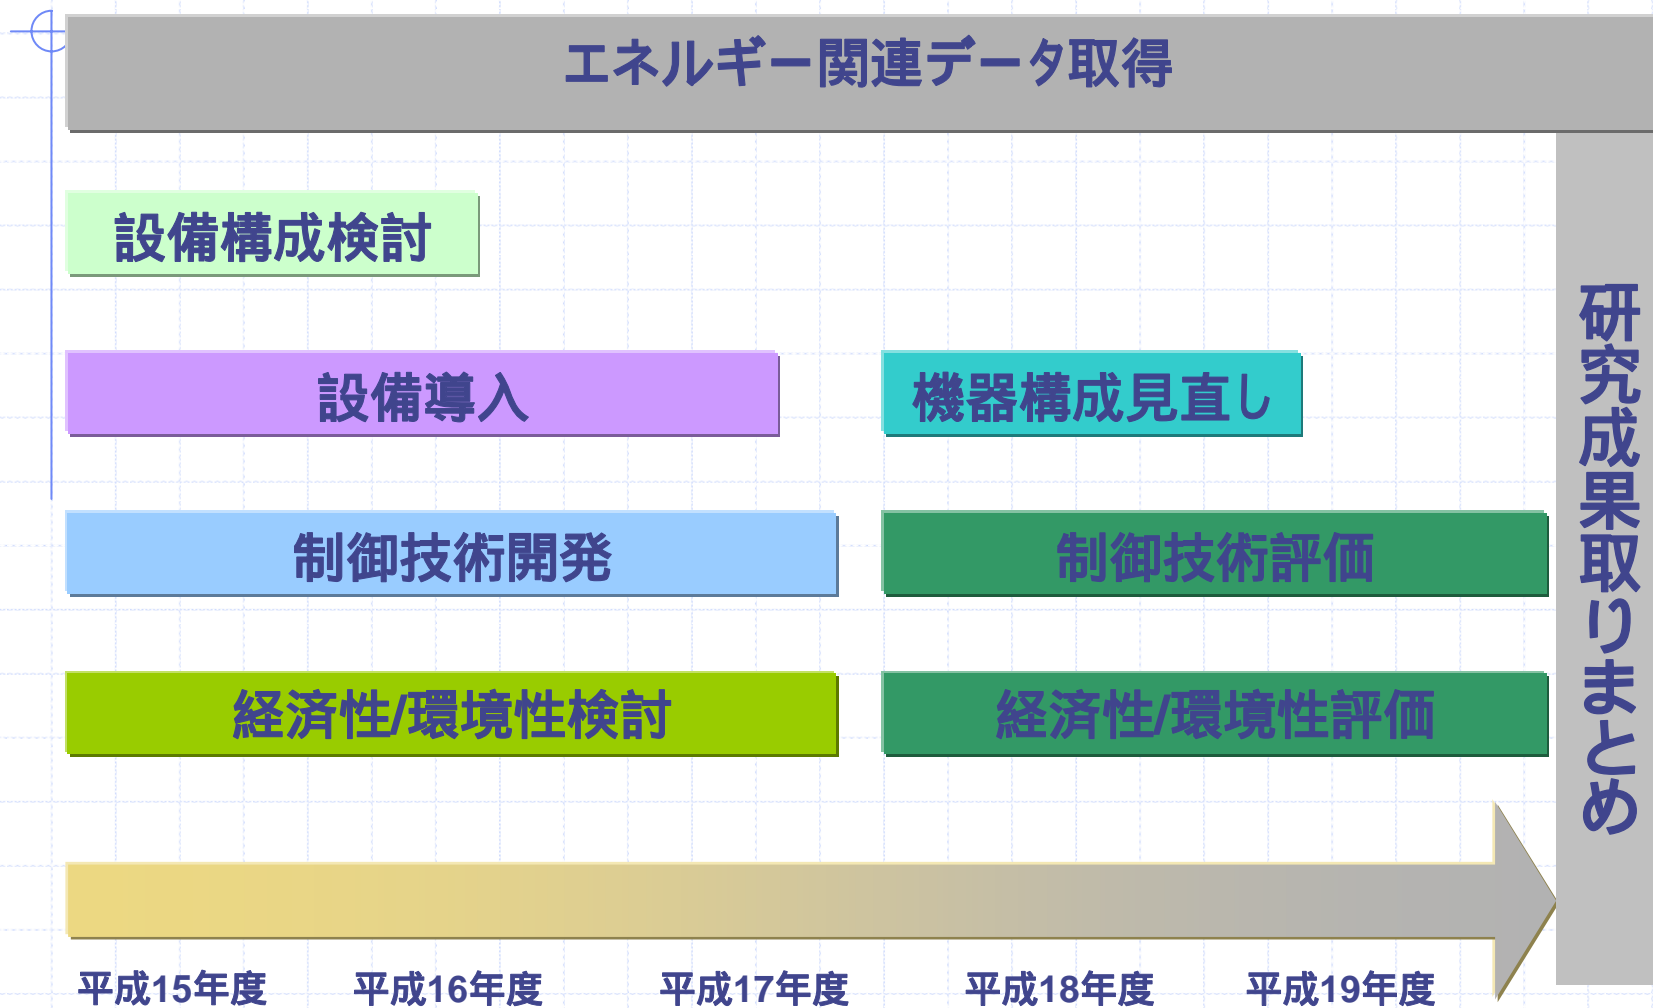 エネルギー関連データ取得
設備構成検討
設備導入
機器構成見直し
制御技術開発
制御技術評価
経済性/環境性検討
経済性/環境性評価
研究成果取りまとめ
平成15年度
平成16年度
平成17年度
平成18年度
平成19年度